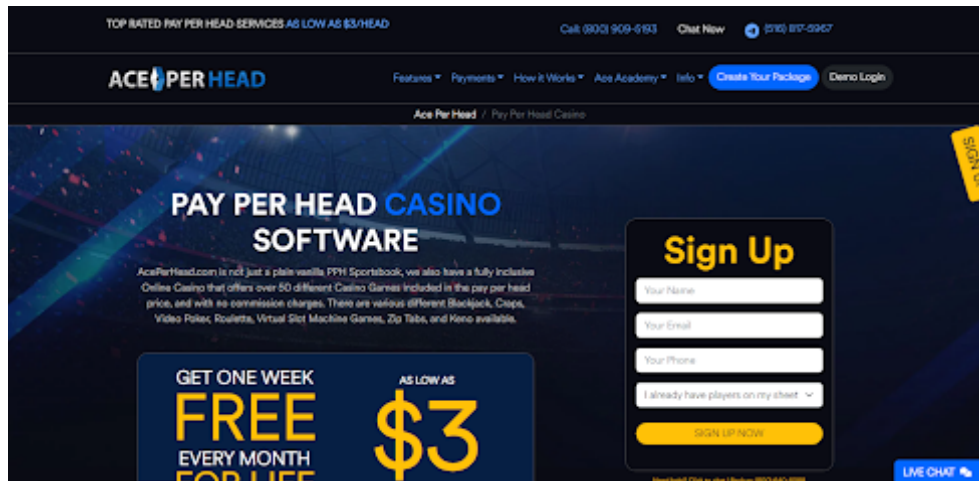 TOP RATED PAY PER HEAD SERVICES AS LOW AS $3/HEAD
Call: (800) 909-5193 Chat Now (516) 817-5967
ACE PER HEAD
Features Payments How it Works Ace Academy Info Create Your Package Demo Login
Ace Per Head / Pay Per Head Casino
PAY PER HEAD CASINO
SOFTWARE
AcePerHead.com is not just a plain vanilla PPH Sportsbook, we also have a fully inclusive
Online Casino that offers over 50 different Casino Games included in the pay per head
price, and with no commission charges. There are various different Blackjack, Craps,
Video Poker, Roulette, Virtual Slot Machine Games, Zip Tabs, and Keno available.
GET ONE WEEK
FREE
EVERY MONTH
FOR LIFE
AS LOW AS
$3
Sign Up
Your Name
Your Email
Your Phone
I already have players on my sheet
SIGN UP NOW
SIGN U
LIVE CHAT